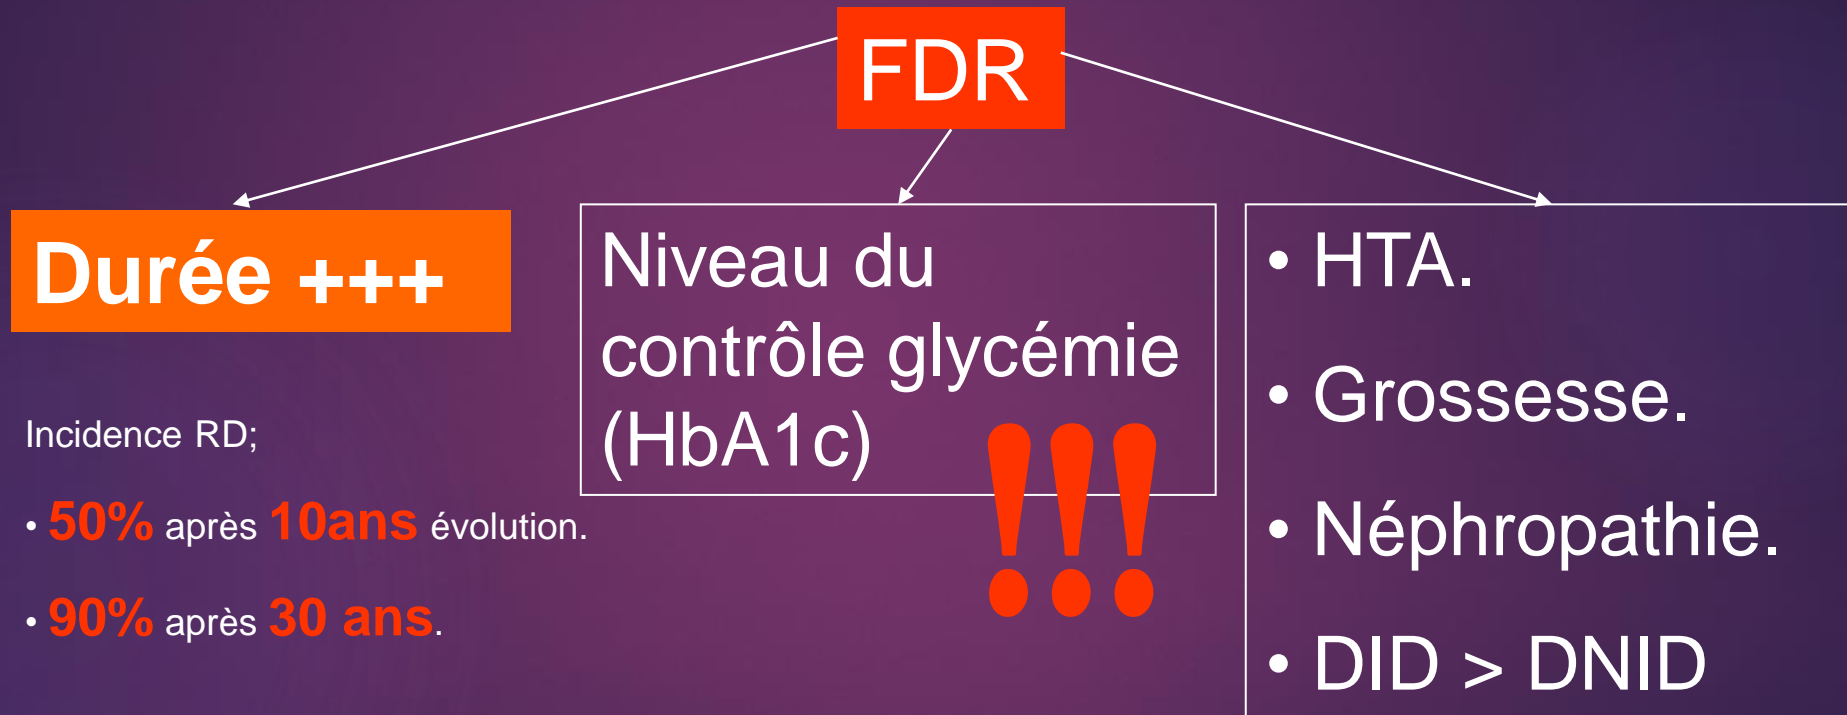 FDR
Durée +++
Incidence RD;
• 50% après 10ans évolution.
• 90% après 30 ans.
Niveau du
contrôle glycémie
(HbA1c)
!!!
• HTA.
• Grossesse.
• Néphropathie.
• DID > DNID